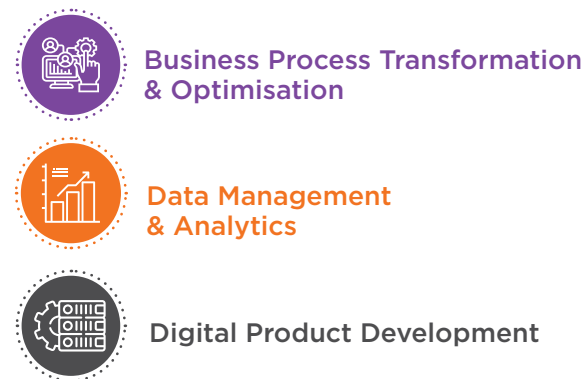 Business Process Transformation
& Optimisation
Data Management
& Analytics
Digital Product Development